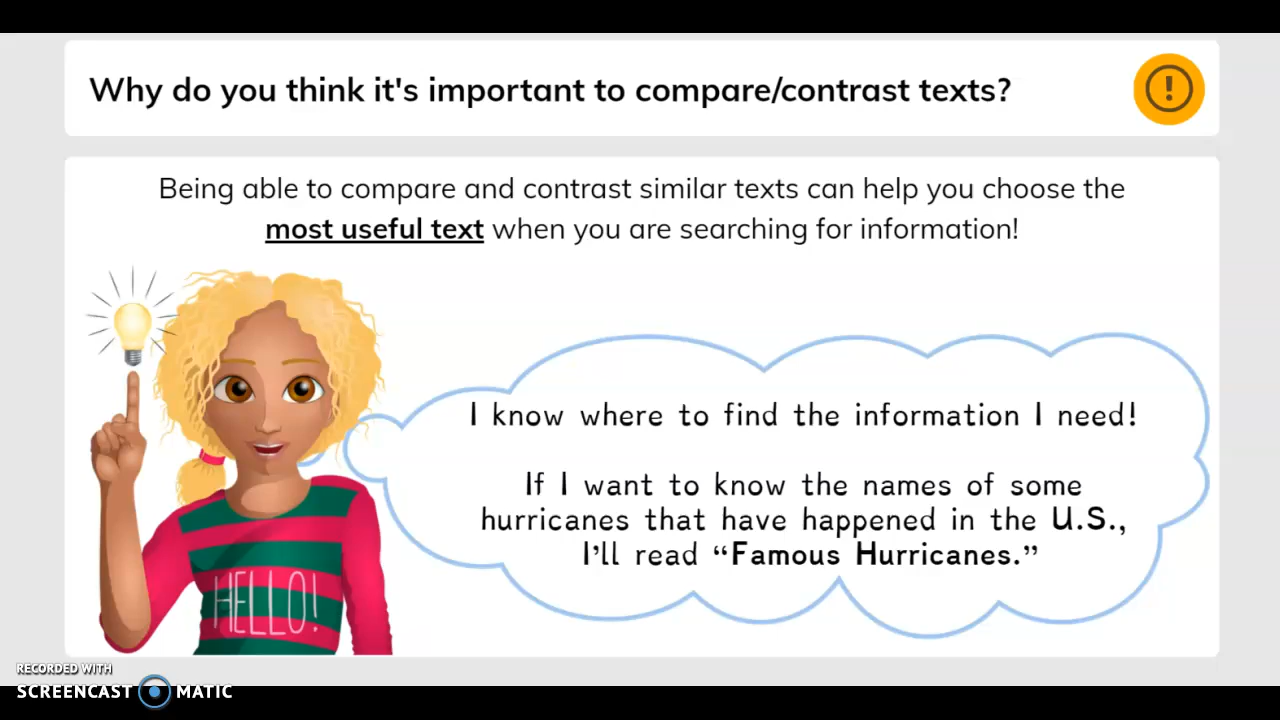 Why do you think it's important to compare/contrast texts?
Being able to compare and contrast similar texts can help you choose the
most useful text when you are searching for information!
I know where to find the information I need!
If I want to know the names of some
hurricanes that have happened in the U.S.,
I'll read “Famous Hurricanes.”
HELLO!
RECORDED WITH
SCREENCAST MATIC